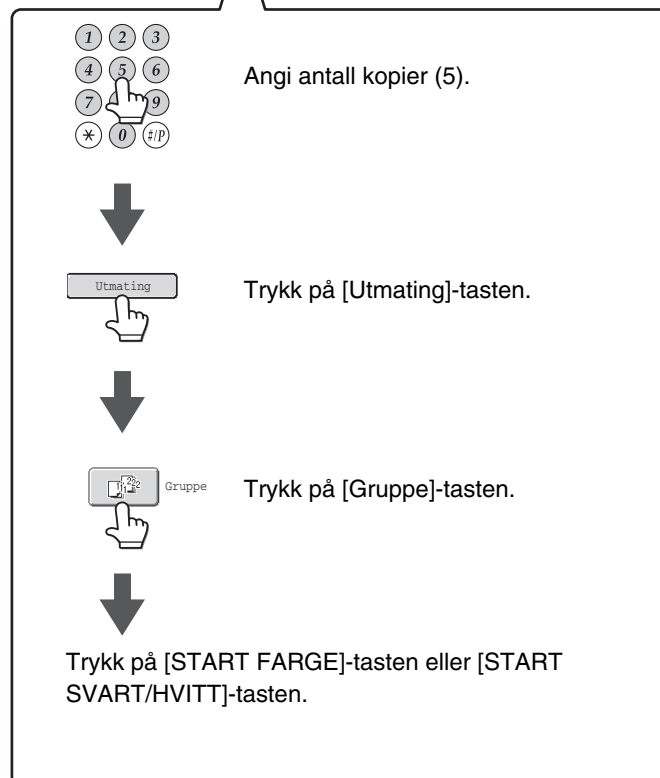 1 2 3
4 5 6
7 9
0 #/P
Angi antall kopier (5).
Utmating
Trykk på [Utmating]-tasten.
Gruppe
Trykk på [Gruppe]-tasten.
Trykk på [START FARGE]-tasten eller [START
SVART/HVITT]-tasten.